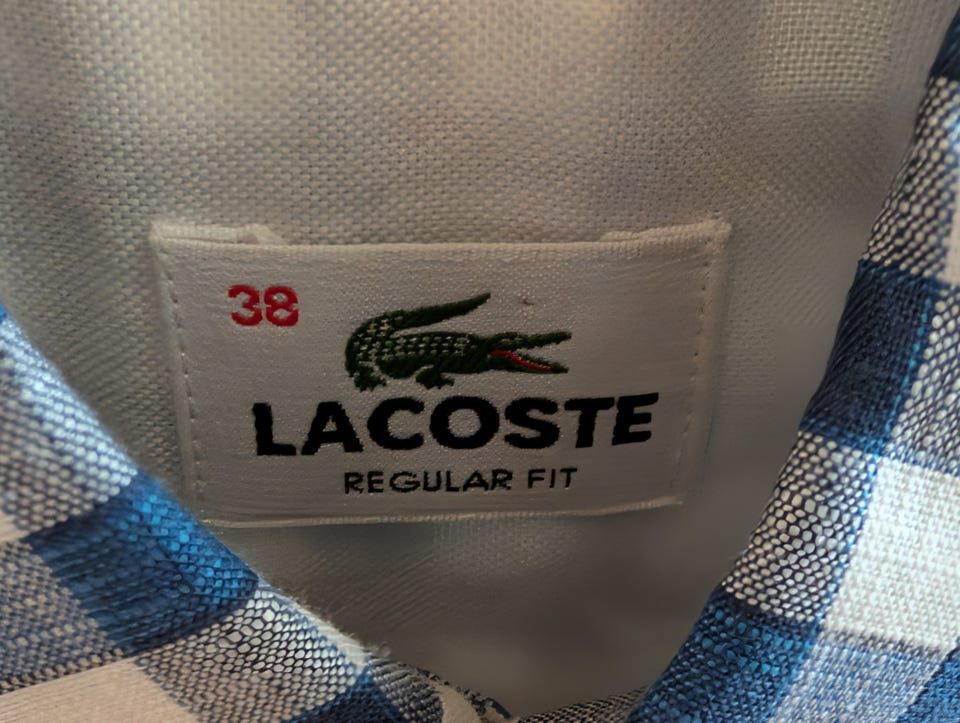 38
LACOSTE
REGULAR FIT